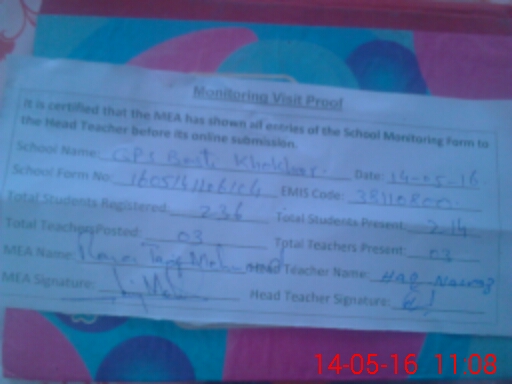 Monitoring Visit Proof
It is certified that the MEA has shown all entries of the School Monitoring Form to
the Head Teacher before its online submission.
School Name: GPS Basti Khokhar. Date: 14-05-16
School Form No: EMIS Code:
Total Students Registered: 236 Total Students Present: 214
Total Teachers Posted: 03 Total Teachers Present: 03
MEA Name: Head Teacher Name: Haq Nawaz
MEA Signature: Head Teacher Signature:
14-05-16 11:08